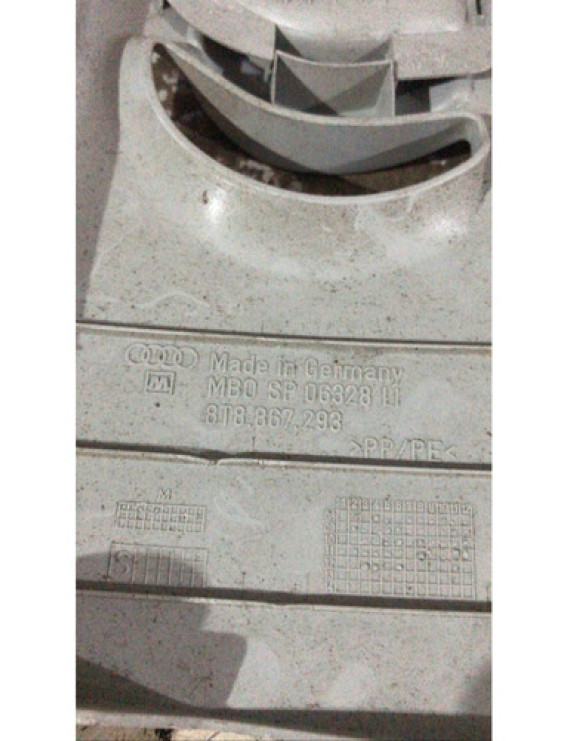 Made in Germany
MBO SP 06328 LI
8T8.867.293
>PP/PE<